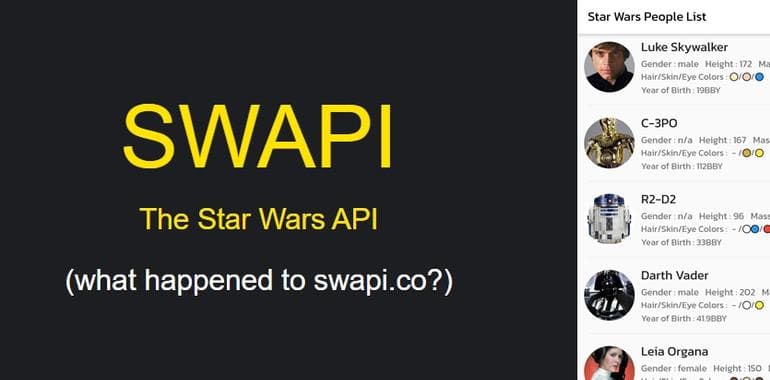 SWAPI
The Star Wars API
(what happened to swapi.co?)
Star Wars People List
Luke Skywalker
Gender : male Height : 172 Ma
Hair/Skin/Eye Colors : / /
Year of Birth : 19BBY
C-3PO
Gender : n/a Height : 167 Mas
Hair/Skin/Eye Colors : - / /
Year of Birth : 112BBY
R2-D2
Gender : n/a Height : 96 Mass
Hair/Skin/Eye Colors : - / /
Year of Birth : 33BBY
Darth Vader
Gender : male Height : 202 M
Hair/Skin/Eye Colors : - / /
Year of Birth : 41.9BBY
Leia Organa
Gender : female Height : 150